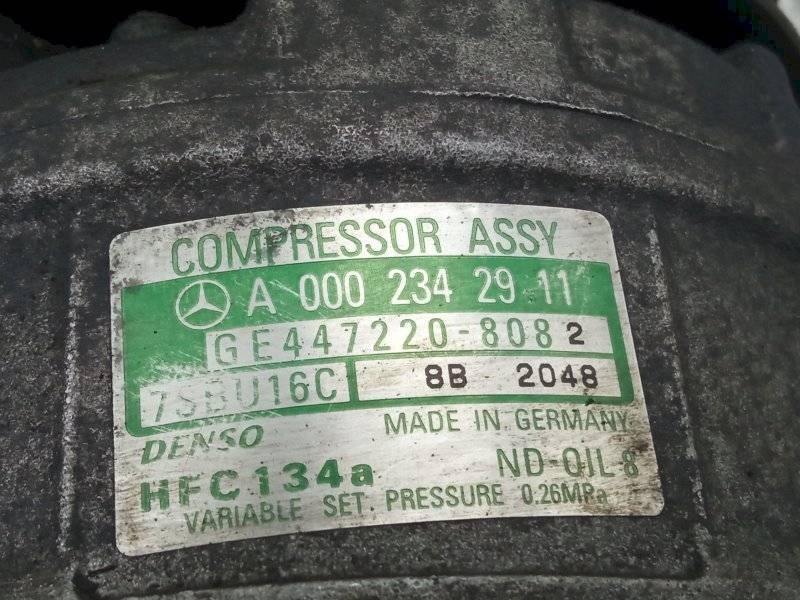 COMPRESSOR ASSY
A 000 234 29 11
GE447220-808 2
7SBU16C 8B 2048
DENSO MADE IN GERMANY
HFC134a ND-OIL 8
VARIABLE SET. PRESSURE 0.26MPa